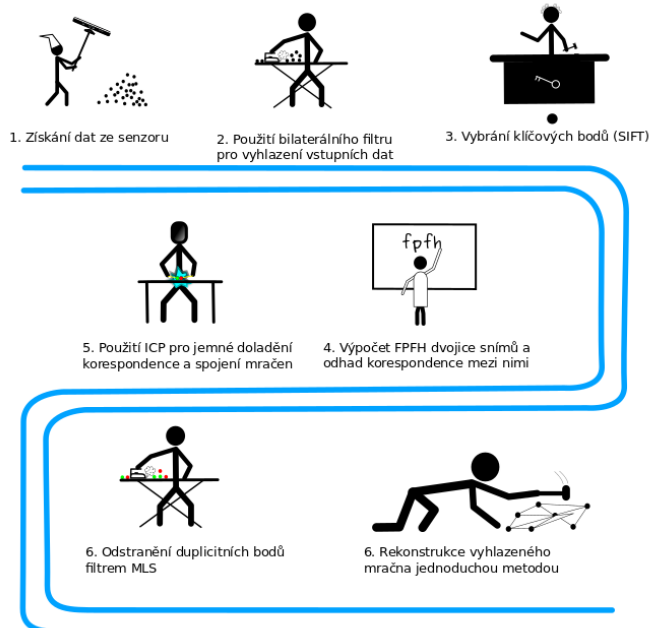 1. Získání dat ze senzoru
2. Použití bilaterálního filtru
pro vyhlazení vstupních dat
3. Vybrání klíčových bodů (SIFT)
fpfh
4. Výpočet FPFH dvojice snímů a
odhad korespondence mezi nimi
5. Použití ICP pro jemné doladění
korespondence a spojení mračen
6. Odstranění duplicitních bodů
filtrem MLS
6. Rekonstrukce vyhlazeného
mračna jednoduchou metodou